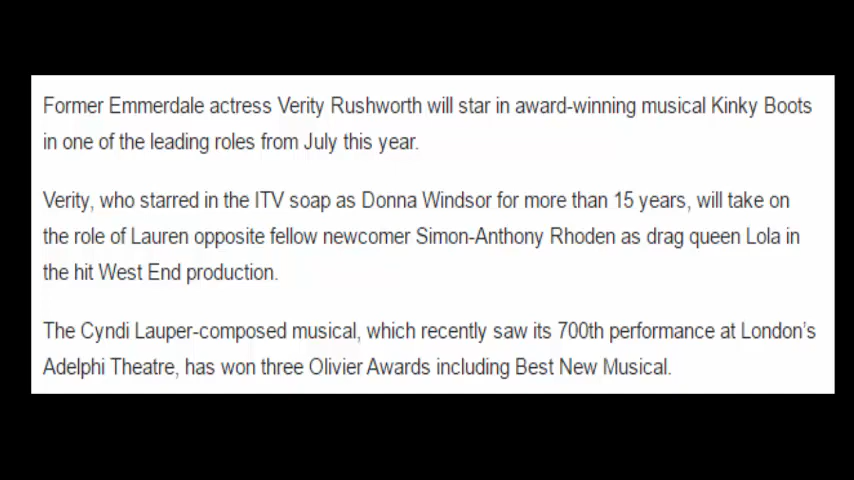 Former Emmerdale actress Verity Rushworth will star in award-winning musical Kinky Boots
in one of the leading roles from July this year.
Verity, who starred in the ITV soap as Donna Windsor for more than 15 years, will take on
the role of Lauren opposite fellow newcomer Simon-Anthony Rhoden as drag queen Lola in
the hit West End production.
The Cyndi Lauper-composed musical, which recently saw its 700th performance at London's
Adelphi Theatre, has won three Olivier Awards including Best New Musical.